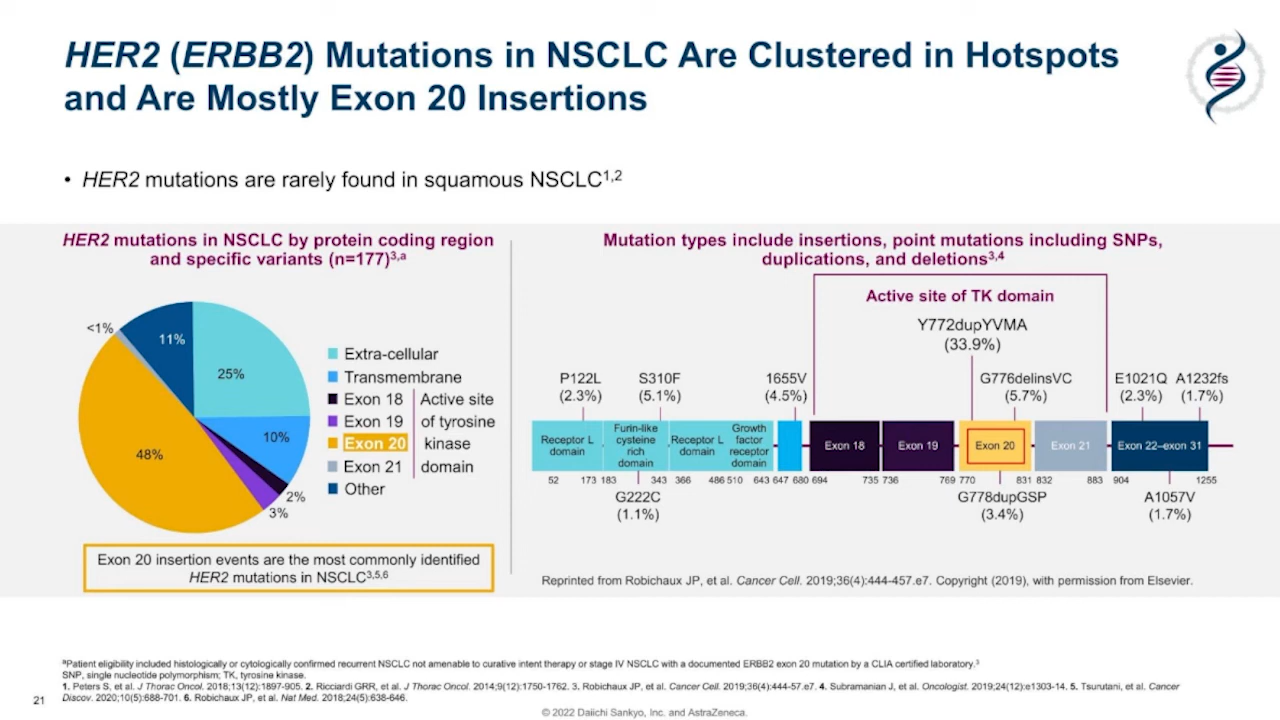 HER2 (ERBB2) Mutations in NSCLC Are Clustered in Hotspots
and Are Mostly Exon 20 Insertions
• HER2 mutations are rarely found in squamous NSCLC1,2
HER2 mutations in NSCLC by protein coding region
and specific variants (n=177)3,a
<1%
11%
25%
10%
48%
2%
3%
Extra-cellular
Transmembrane
Exon 18
Exon 19
Exon 20
Exon 21
Other
Active site
of tyrosine
kinase
domain
Exon 20 insertion events are the most commonly identified
HER2 mutations in NSCLC3,5,6
Mutation types include insertions, point mutations including SNPs,
duplications, and deletions3,4
Active site of TK domain
Y772dupYVMA
(33.9%)
P122L
(2.3%)
S310F
(5.1%)
1655V
(4.5%)
G776delinsVC
(5.7%)
E1021Q
(2.3%)
A1232fs
(1.7%)
Receptor L
domain
Furin-like
cysteine
rich
domain
Receptor L
domain
Growth
factor
receptor
domain
Exon 18
Exon 19
Exon 20
Exon 21
Exon 22–exon 31
52 173 183 343 366 486 510 643 647 680 694 735 736 769 770 831 832 883 904 1255
G222C
(1.1%)
G778dupGSP
(3.4%)
A1057V
(1.7%)
Reprinted from Robichaux JP, et al. Cancer Cell. 2019;36(4):444-457.e7. Copyright (2019), with permission from Elsevier.
aPatient eligibility included histologically or cytologically confirmed recurrent NSCLC not amenable to curative intent therapy or stage IV NSCLC with a documented ERBB2 exon 20 mutation by a CLIA certified laboratory.3
SNP, single nucleotide polymorphism; TK, tyrosine kinase.
1. Peters S, et al. J Thorac Oncol. 2018;13(12):1897-905. 2. Ricciardi GRR, et al. J Thorac Oncol. 2014;9(12):1750-1762. 3. Robichaux JP, et al. Cancer Cell. 2019;36(4):444-57.e7. 4. Subramanian J, et al. Oncologist. 2019;24(12):e1303-14. 5. Tsurutani, et al. Cancer
Discov. 2020;10(5):688-701. 6. Robichaux JP, et al. Nat Med. 2018;24(5):638-646.
21
© 2022 Daiichi Sankyo, Inc. and AstraZeneca.